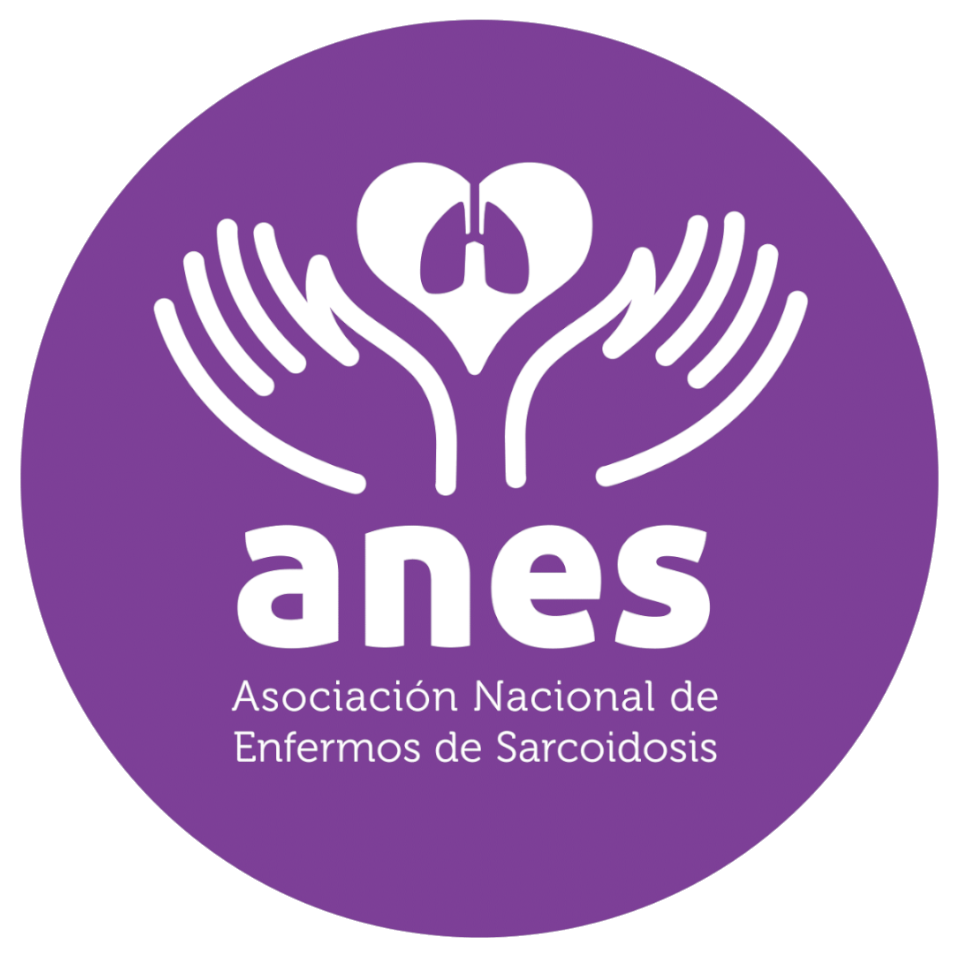 anes
Asociación Nacional de
Enfermos de Sarcoidosis